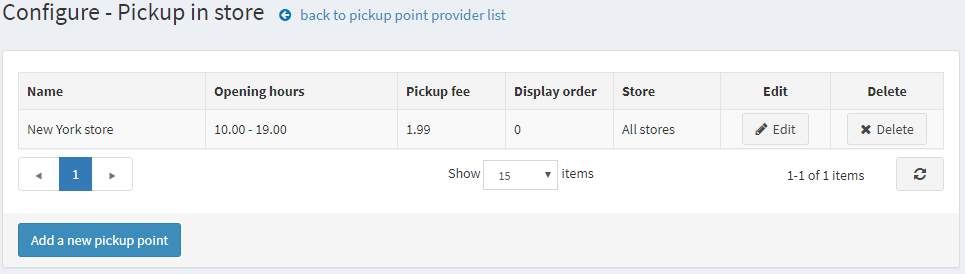 Configure - Pickup in store back to pickup point provider list
Name Opening hours Pickup fee Display order Store Edit Delete
New York store 10.00 - 19.00 1.99 0 All stores Edit Delete
1 Show 15 items 1-1 of 1 items
Add a new pickup point